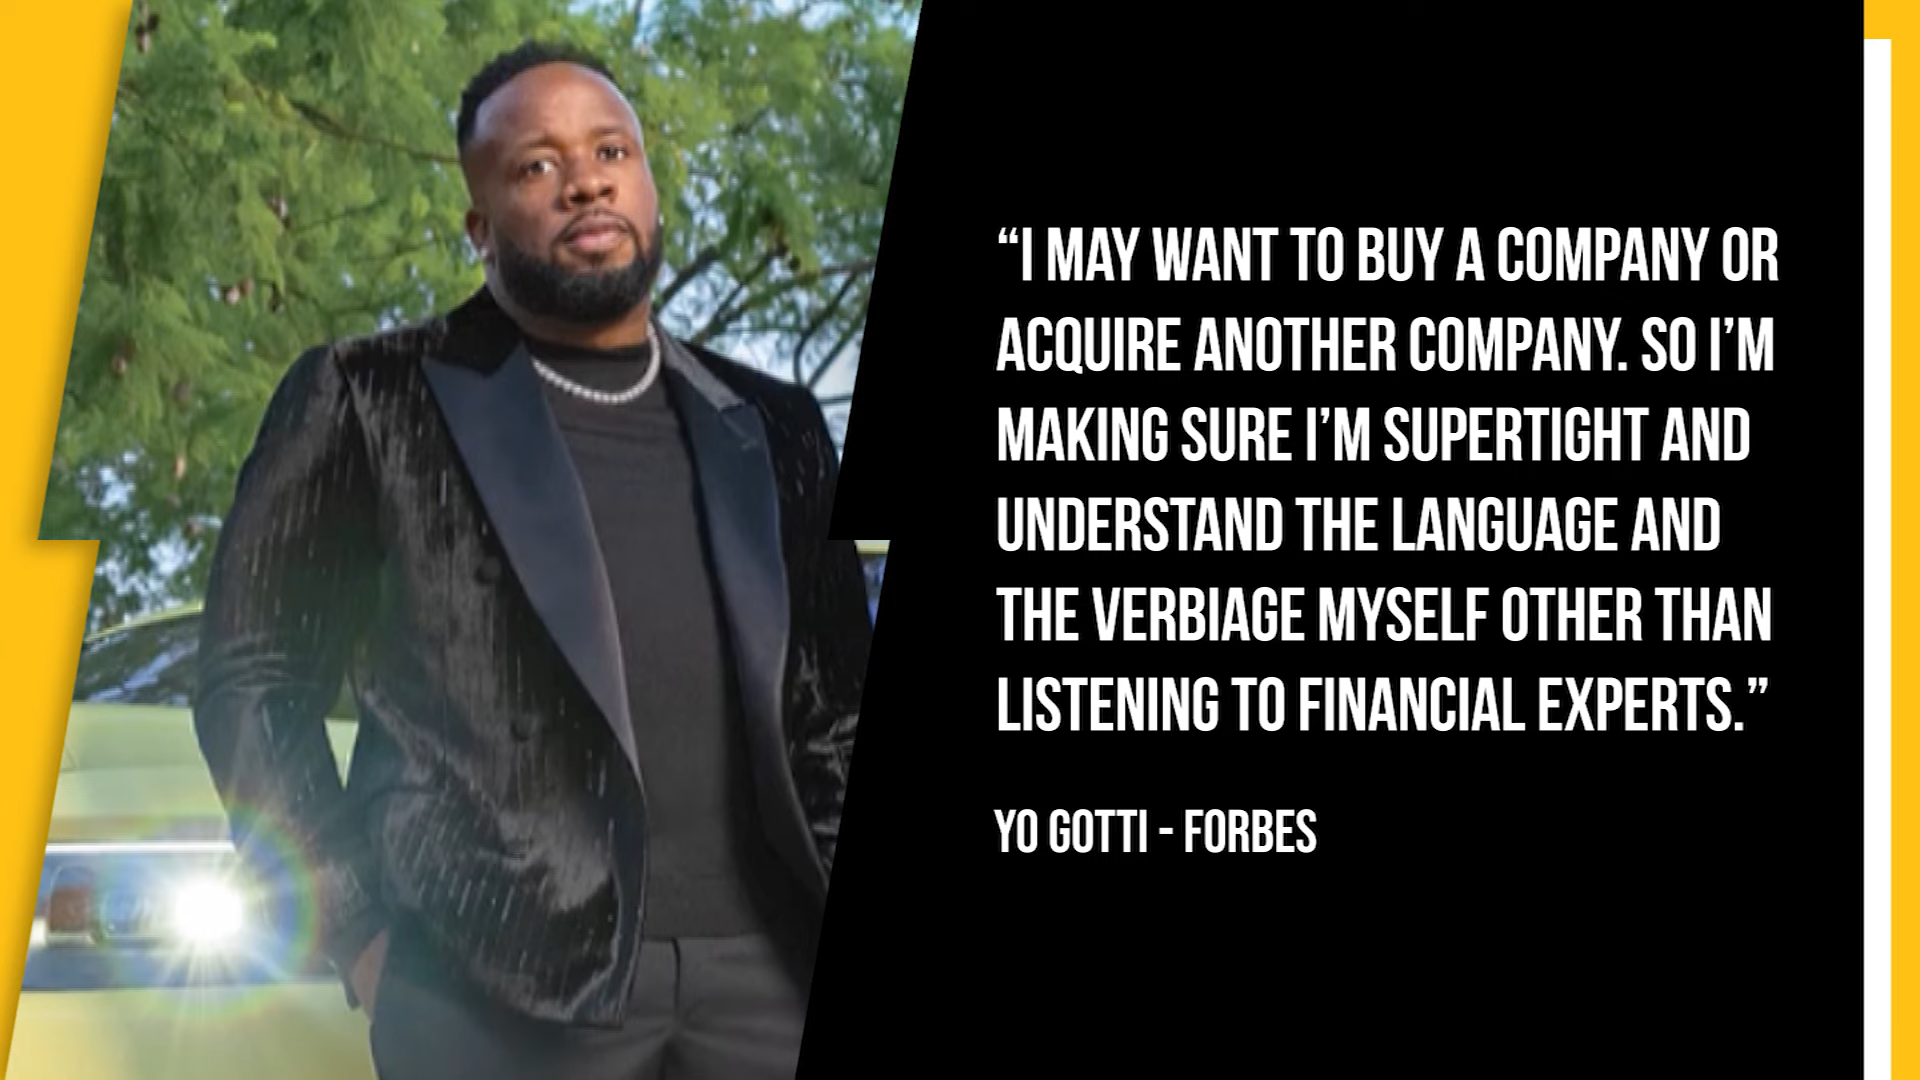 “I MAY WANT TO BUY A COMPANY OR
ACQUIRE ANOTHER COMPANY. SO I’M
MAKING SURE I’M SUPERTIGHT AND
UNDERSTAND THE LANGUAGE AND
THE VERBIAGE MYSELF OTHER THAN
LISTENING TO FINANCIAL EXPERTS.”
YO GOTTI - FORBES